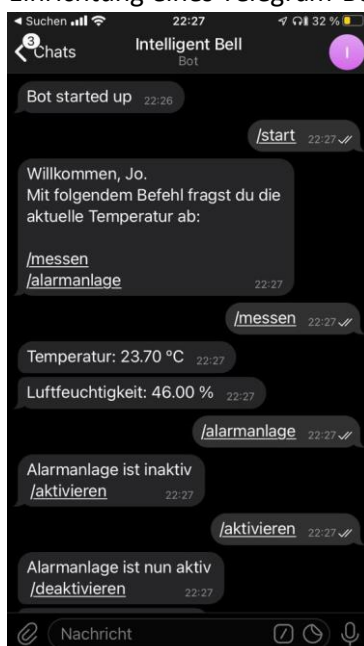 Einrichtung eines Telegram
Suchen 22:27 32 %
3
Chats Intelligent Bell I
Bot
Bot started up 22:26
/start 22:27
Willkommen, Jo.
Mit folgendem Befehl fragst du die
aktuelle Temperatur ab:
/messen
/alarmanlage 22:27
/messen 22:27
Temperatur: 23.70 °C 22:27
Luftfeuchtigkeit: 46.00 % 22:27
/alarmanlage 22:27
Alarmanlage ist inaktiv
/aktivieren 22:27
/aktivieren 22:27
Alarmanlage ist nun aktiv
/deaktivieren 22:27
Nachricht